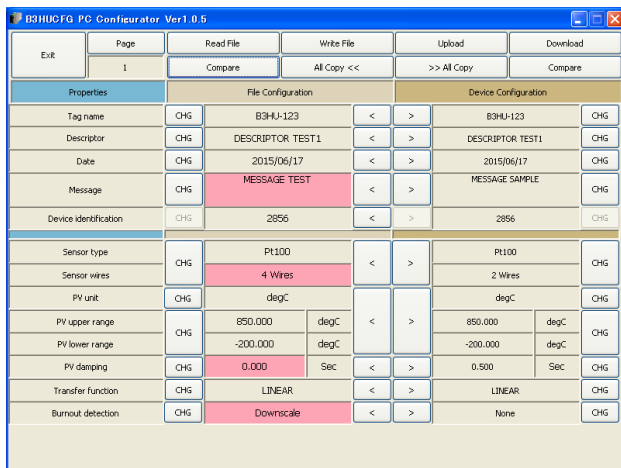 B3HUCFG PC Configurator Ver1.0.5
Exit Page Read File Write File Upload Download
1 Compare All Copy << >> All Copy Compare
Properties File Configuration Device Configuration
Tag name CHG B3HU-123 < > B3HU-123 CHG
Descriptor CHG DESCRIPTOR TEST1 < > DESCRIPTOR TEST1 CHG
Date CHG 2015/06/17 < > 2015/06/17 CHG
Message CHG MESSAGE TEST < > MESSAGE SAMPLE CHG
Device identification CHG 2856 < > 2856 CHG
Sensor type CHG Pt100 < > Pt100 CHG
Sensor wires 4 Wires 2 Wires
PV unit CHG degC < > degC CHG
PV upper range CHG 850.000 degC 850.000 degC CHG
PV lower range -200.000 degC -200.000 degC
PV damping CHG 0.000 Sec < > 0.500 Sec CHG
Transfer function CHG LINEAR < > LINEAR CHG
Burnout detection CHG Downscale < > None CHG